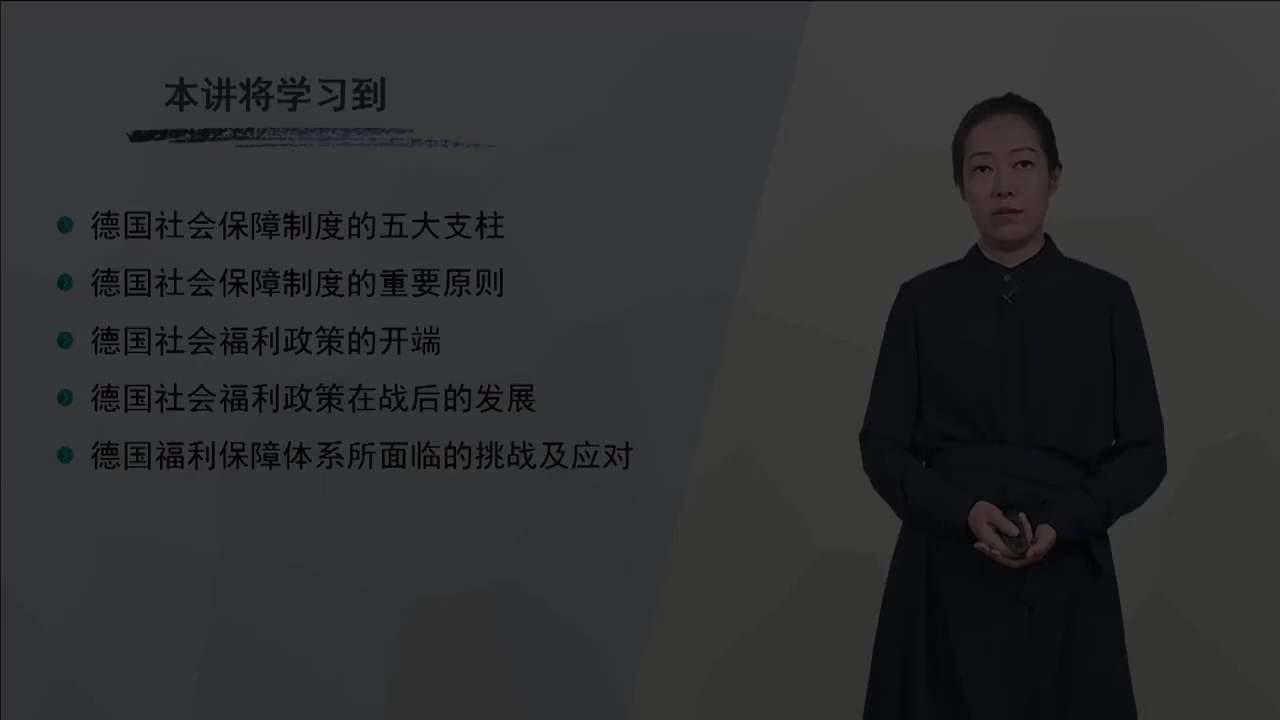 本讲将学习到
德国社会保障制度的五大支柱
德国社会保障制度的重要原则
德国社会福利政策的开端
德国社会福利政策在战后的发展
德国福利保障体系所面临的挑战及应对